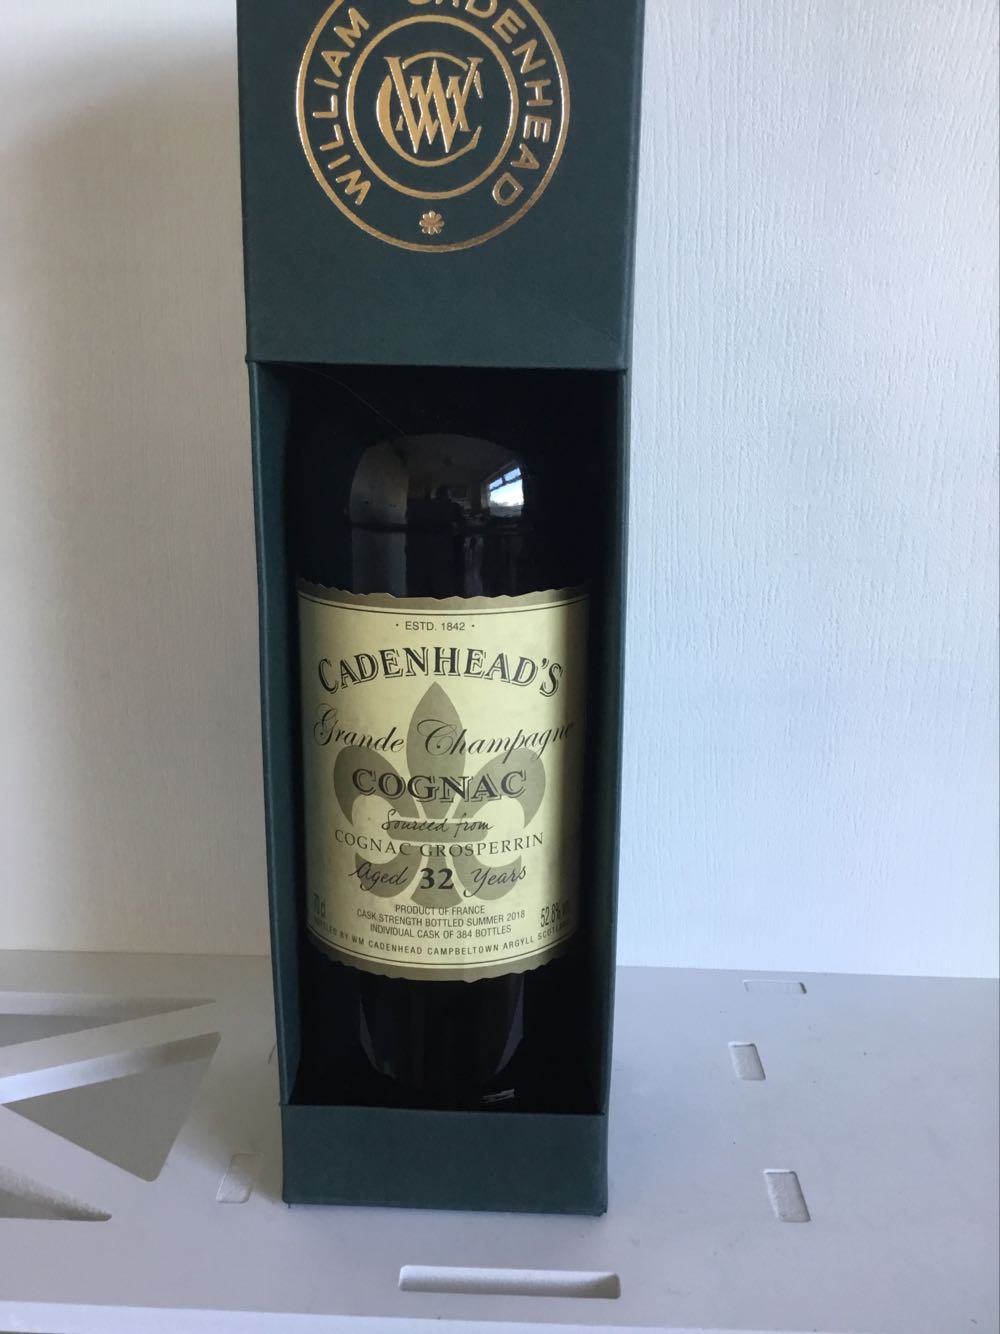 WILLIAM CADENHEAD
WC
· ESTD. 1842 ·
CADENHEAD'S
Grande Champagne
COGNAC
Sourced from
COGNAC GROSPERRIN
Aged 32 Years
PRODUCT OF FRANCE
70cl CASK STRENGTH BOTTLED SUMMER 2018 52,8% vol
INDIVIDUAL CASK OF 384 BOTTLES
BOTTLED BY WM CADENHEAD CAMPBELTOWN ARGYLL SCOTLAND